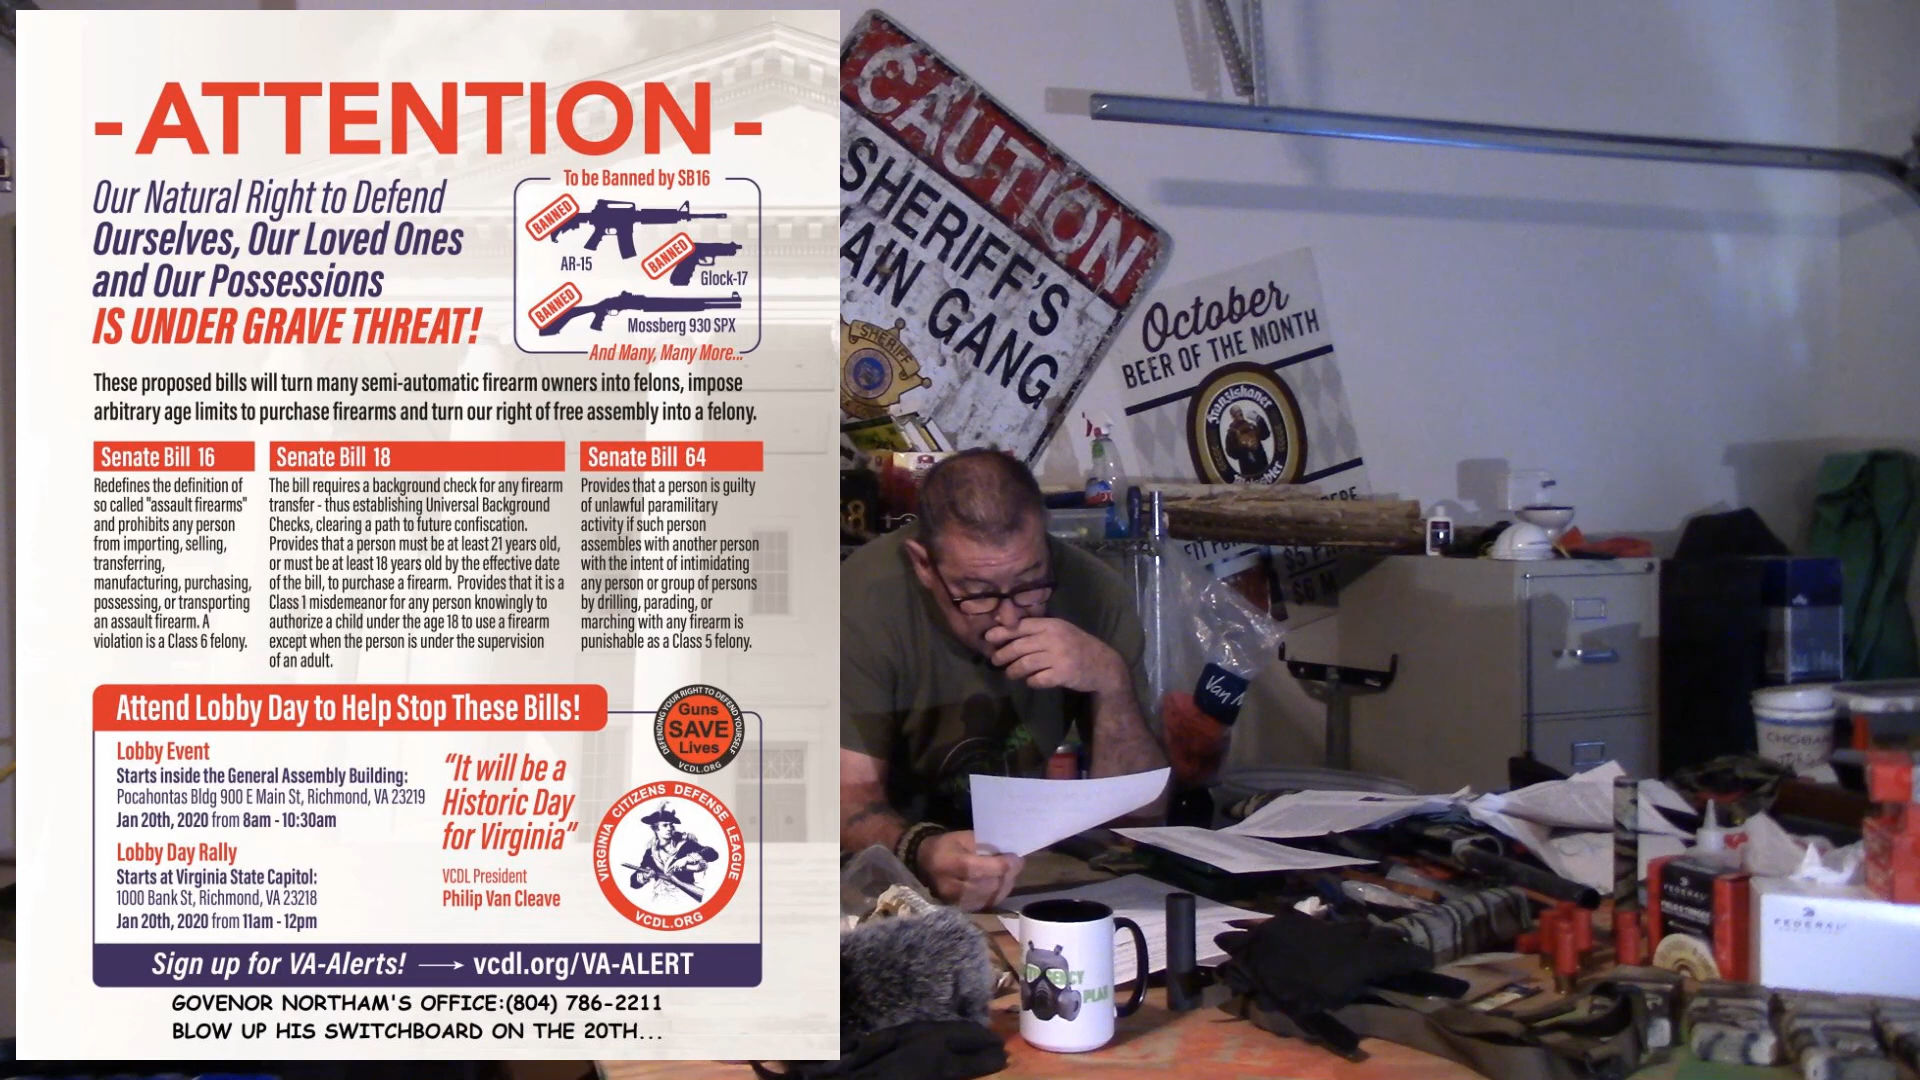 - ATTENTION -
Our Natural Right to Defend
Ourselves, Our Loved Ones
and Our Possessions
IS UNDER GRAVE THREAT!
To be Banned by SB16
BANNED
AR-15
BANNED
Glock-17
BANNED
Mossberg 930 SPX
And Many, Many More...
These proposed bills will turn many semi-automatic firearm owners into felons, impose
arbitrary age limits to purchase firearms and turn our right of free assembly into a felony.
Senate Bill 16
Redefines the definition of
so called "assault firearms"
and prohibits any person
from importing, selling,
transferring,
manufacturing, purchasing,
possessing, or transporting
an assault firearm. A
violation is a Class 6 felony.
Senate Bill 18
The bill requires a background check for any firearm
transfer - thus establishing Universal Background
Checks, clearing a path to future confiscation.
Provides that a person must be at least 21 years old,
or must be at least 18 years old by the effective date
of the bill, to purchase a firearm. Provides that it is a
Class 1 misdemeanor for any person knowingly to
authorize a child under the age 18 to use a firearm
except when the person is under the supervision
of an adult.
Senate Bill 64
Provides that a person is guilty
of unlawful paramilitary
activity if such person
assembles with another person
with the intent of intimidating
any person or group of persons
by drilling, parading, or
marching with any firearm is
punishable as a Class 5 felony.
Attend Lobby Day to Help Stop These Bills!
DEFENDING YOUR RIGHT TO DEFEND YOURSELF
Guns
SAVE
Lives
VCDL.ORG
Lobby Event
Starts inside the General Assembly Building:
Pocahontas Bldg 900 E Main St, Richmond, VA 23219
Jan 20th, 2020 from 8am - 10:30am
Lobby Day Rally
Starts at Virginia State Capitol:
1000 Bank St, Richmond, VA 23218
Jan 20th, 2020 from 11am - 12pm
"It will be a
Historic Day
for Virginia"
VCDL President
Philip Van Cleave
VIRGINIA CITIZENS DEFENSE LEAGUE
VCDL.ORG
Sign up for VA-Alerts! → vcdl.org/VA-ALERT
GOVENOR NORTHAM'S OFFICE:(804) 786-2211
BLOW UP HIS SWITCHBOARD ON THE 20TH...
CAUTION
SHERIFF'S
AIN GANG
SHERIFF
October
BEER OF THE MONTH
Franziskaner
Weissbier
$5
$6
Van
CHOBANI
FEDERAL
FEDERAL
PLAN